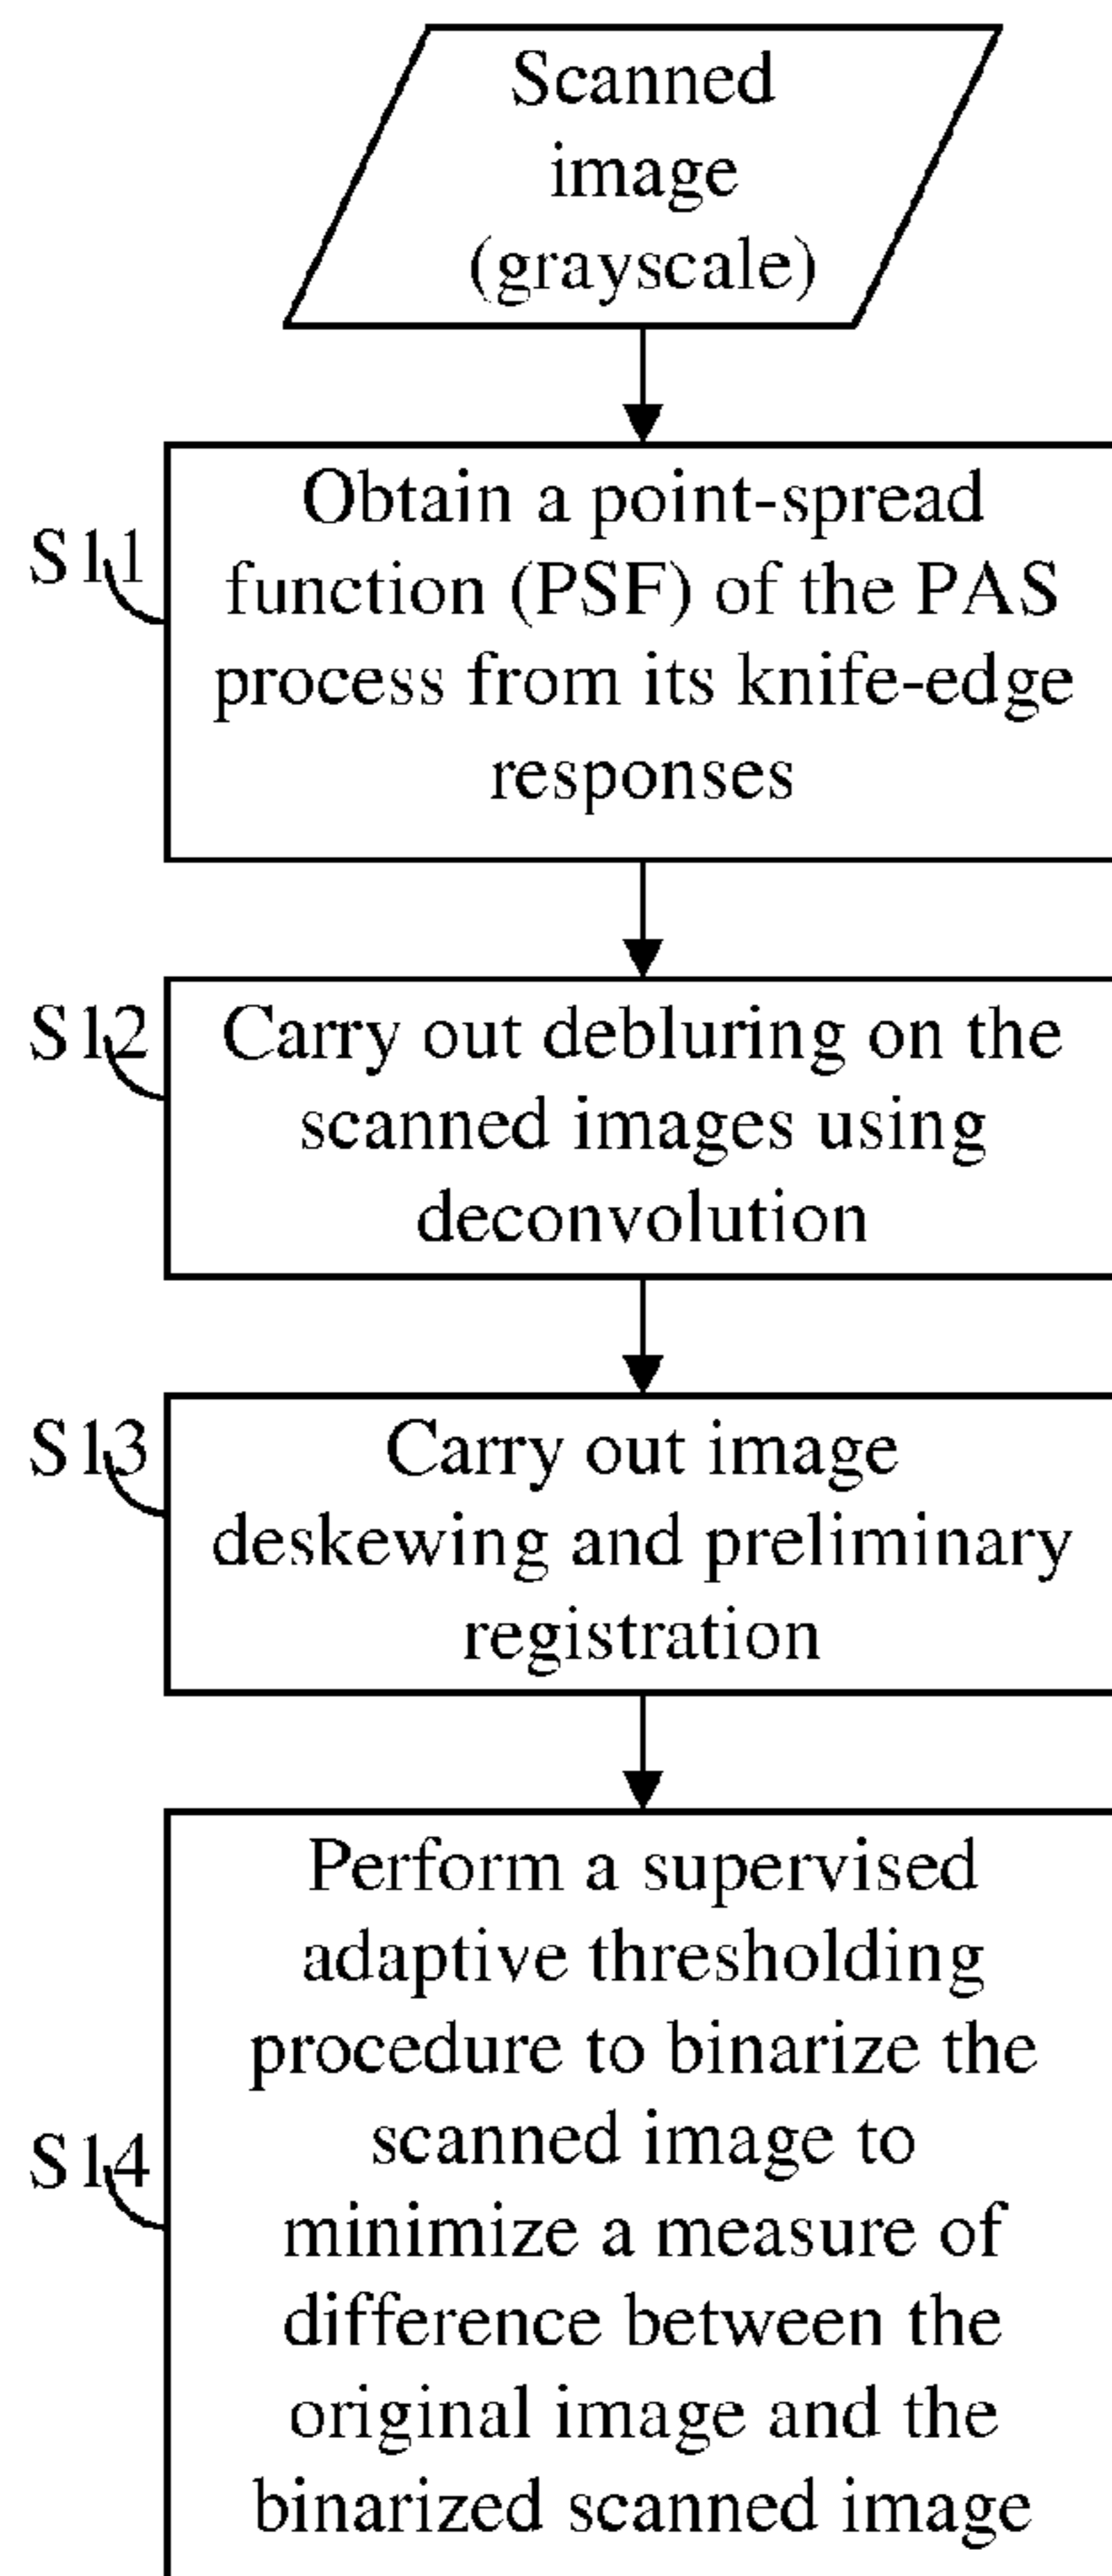 Scanned
image
(grayscale)
S11
Obtain a point-spread
function (PSF) of the PAS
process from its knife-edge
responses
S12
Carry out debluring on the
scanned images using
deconvolution
S13
Carry out image
deskewing and preliminary
registration
S14
Perform a supervised
adaptive thresholding
procedure to binarize the
scanned image to
minimize a measure of
difference between the
original image and the
binarized scanned image